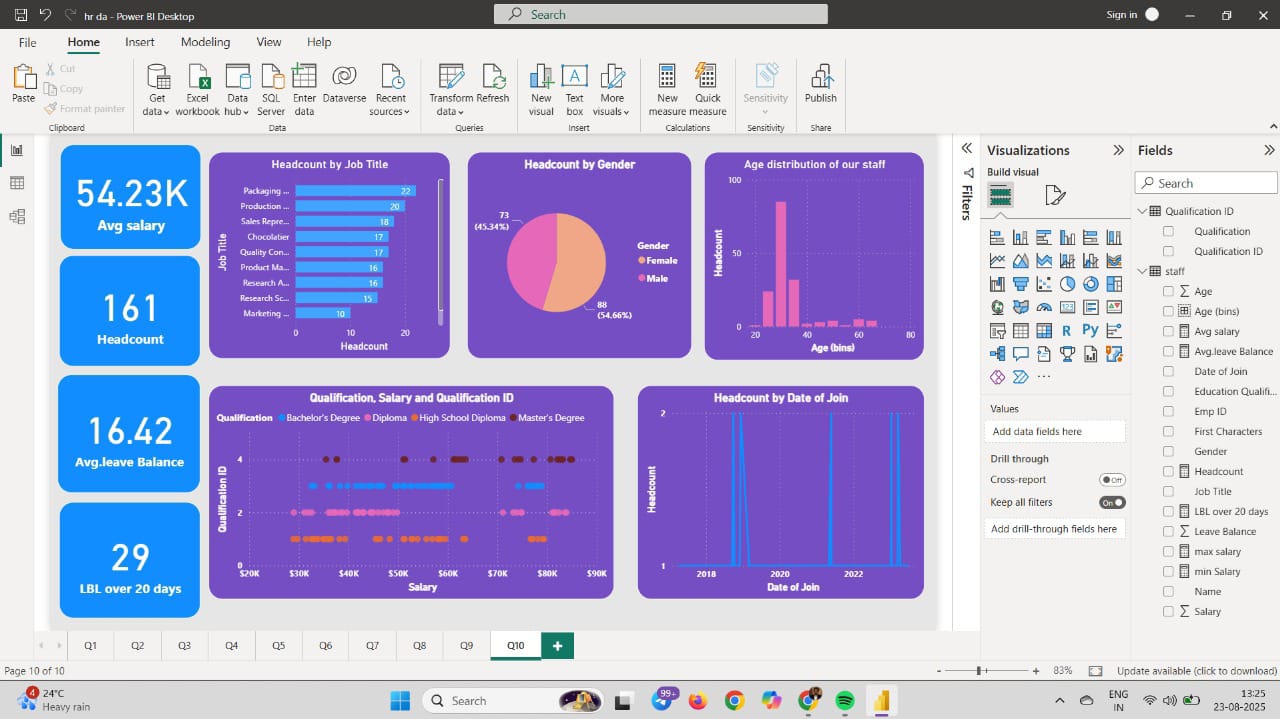 hr da - Power BI Desktop
Search
Sign in
File Home Insert Modeling View Help
Paste
Cut
Copy
Format painter
Clipboard
Get data
Excel workbook
Data hub
SQL Server
Enter data
Dataverse
Recent sources
Data
Transform data
Refresh
Queries
New visual
Text box
More visuals
Insert
New measure
Quick measure
Calculations
Sensitivity
Sensitivity
Publish
Share
54.23K
Avg salary
161
Headcount
16.42
Avg.leave Balance
29
LBL over 20 days
Headcount by Job Title
Job Title
Packaging ... 22
Production ... 20
Sales Repre... 18
Chocolatier 17
Quality Con... 17
Product Ma... 16
Research A... 16
Research Sc... 15
Marketing ... 10
0 10 20
Headcount
Headcount by Gender
73
(45.34%)
88
(54.66%)
Gender
Female
Male
Age distribution of our staff
Headcount
100
50
0
20 40 60 80
Age (bins)
Qualification, Salary and Qualification ID
Qualification Bachelor's Degree Diploma High School Diploma Master's Degree
Qualification ID
4
2
0
$20K $30K $40K $50K $60K $70K $80K $90K
Salary
Headcount by Date of Join
Headcount
2
1
2018 2020 2022
Date of Join
Filters
Visualizations
Build visual
R Py
123
...
Values
Add data fields here
Drill through
Cross-report
Off
Keep all filters
On
Add drill-through fields here
Fields
Search
Qualification ID
Qualification
Qualification ID
staff
Age
Age (bins)
Avg salary
Avg.leave Balance
Date of Join
Education Qualifi...
Emp ID
First Characters
Gender
Headcount
Job Title
LBL over 20 days
Leave Balance
max salary
min Salary
Name
Salary
Q1 Q2 Q3 Q4 Q5 Q6 Q7 Q8 Q9 Q10 +
Page 10 of 10
- + 83%
Update available (click to download)
4
24°C
Heavy rain
Search
99+
ENG
IN
13:25
23-08-2025